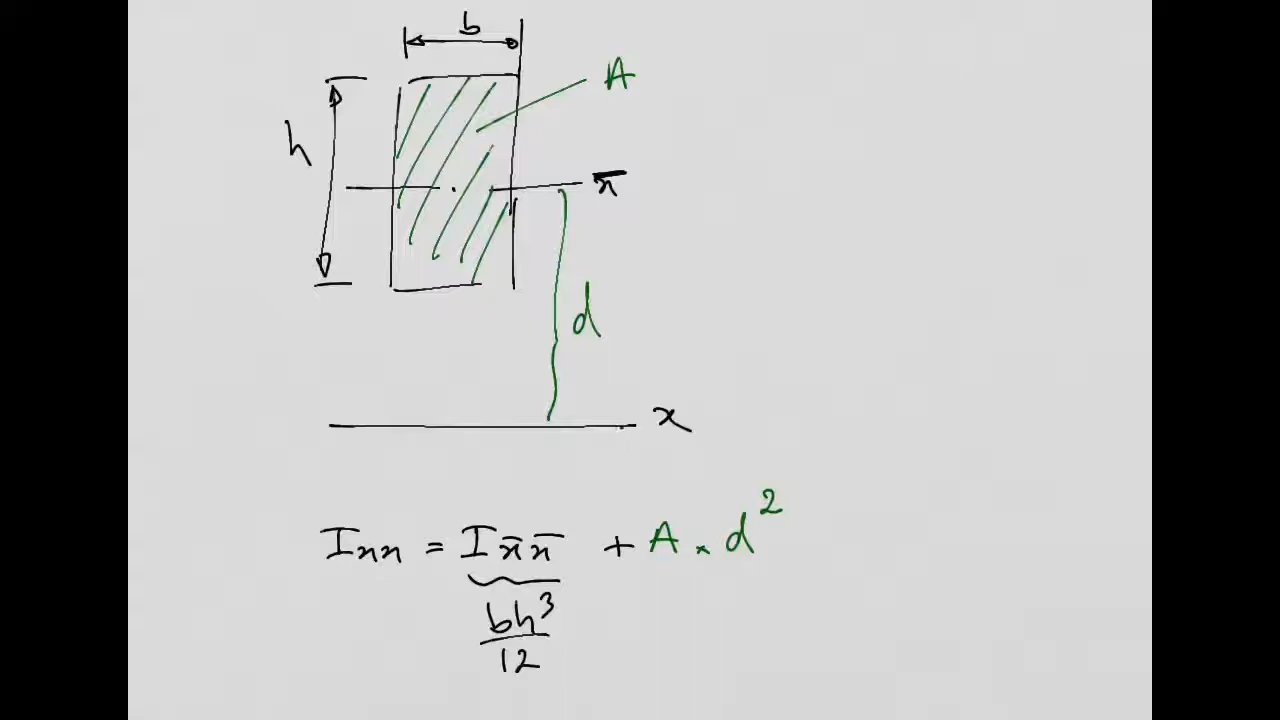 b
A
h
x̄
d
x
Ixx = Ix̄x̄ + A × d²
bh³
12